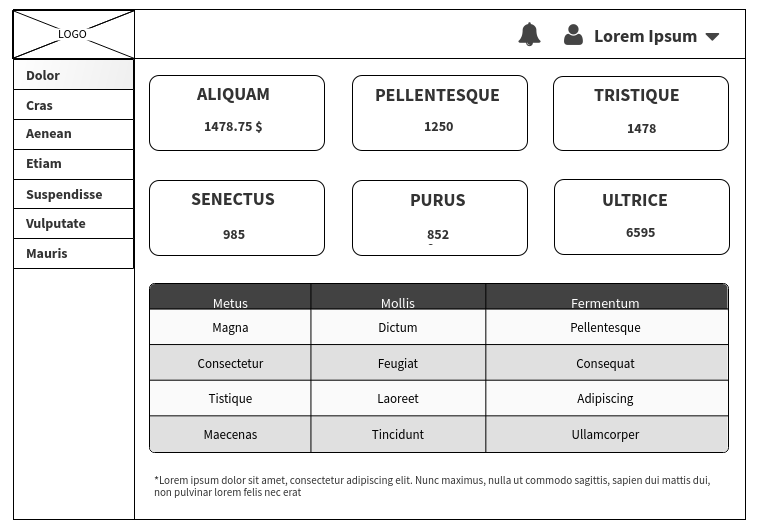 LOGO
Lorem Ipsum
Dolor
Cras
Aenean
Etiam
Suspendisse
Vulputate
Mauris
ALIQUAM
1478.75 $
PELLENTESQUE
1250
TRISTIQUE
1478
SENECTUS
985
PURUS
852
-
ULTRICE
6595
Metus Mollis Fermentum
Magna Dictum Pellentesque
Consectetur Feugiat Consequat
Tistique Laoreet Adipiscing
Maecenas Tincidunt Ullamcorper
*Lorem ipsum dolor sit amet, consectetur adipiscing elit. Nunc maximus, nulla ut commodo sagittis, sapien dui mattis dui,
non pulvinar lorem felis nec erat